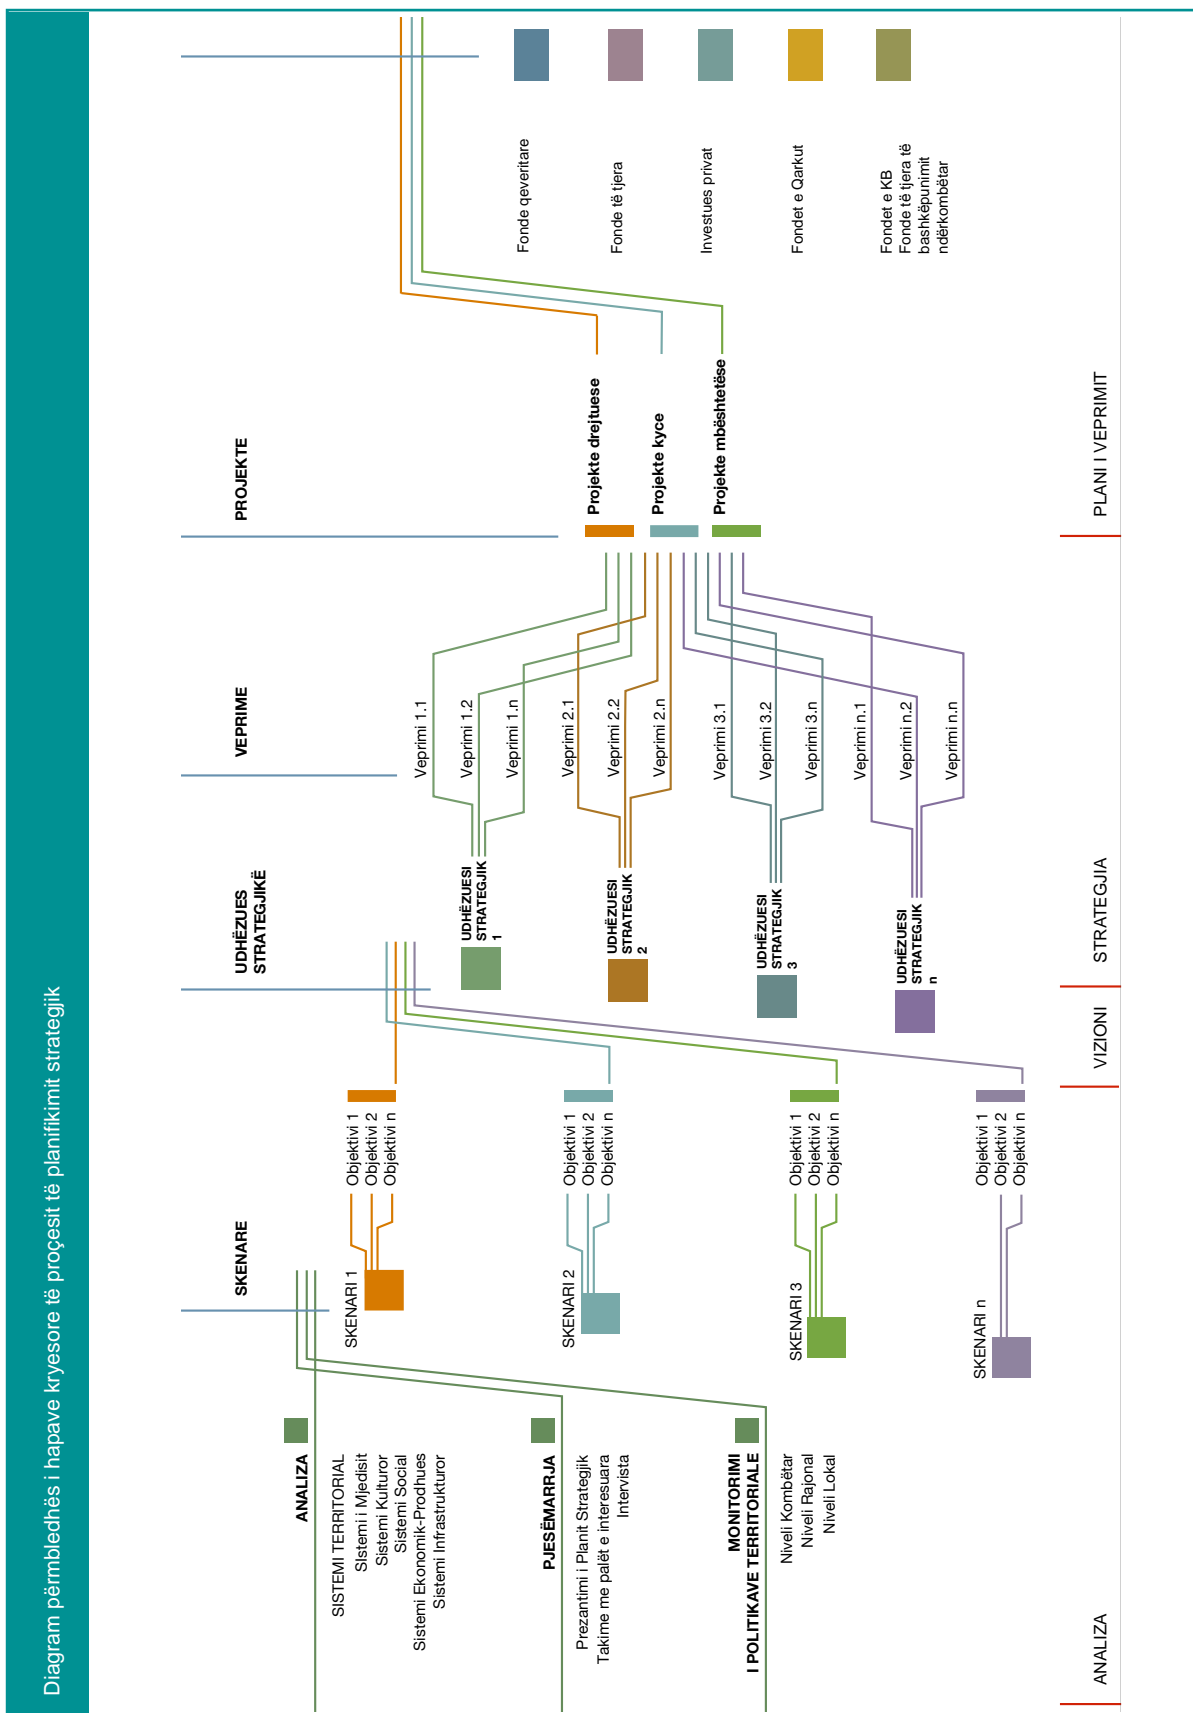 Diagram përmbledhës i hapave kryesore të proçesit të planifikimit strategjik
ANALIZA
SISTEMI TERRITORIAL
SIstemi i Mjedisit
Sistemi Kulturor
Sistemi Social
Sistemi Ekonomik-Prodhues
Sistemi Infrastrukturor
PJESËMARRJA
Prezantimi i Planit Strategjik
Takime me palët e interesuara
Intervista
MONITORIMI
I POLITIKAVE TERRITORIALE
Niveli Kombëtar
Niveli Rajonal
Niveli Lokal
SKENARE
SKENARI 1
Objektivi 1
Objektivi 2
Objektivi n
SKENARI 2
Objektivi 1
Objektivi 2
Objektivi n
SKENARI 3
Objektivi 1
Objektivi 2
Objektivi n
SKENARI n
Objektivi 1
Objektivi 2
Objektivi n
UDHËZUES
STRATEGJIKË
UDHËZUESI
STRATEGJIK
1
UDHËZUESI
STRATEGJIK
2
UDHËZUESI
STRATEGJIK
3
UDHËZUESI
STRATEGJIK
n
VEPRIME
Veprimi 1.1
Veprimi 1.2
Veprimi 1.n
Veprimi 2.1
Veprimi 2.2
Veprimi 2.n
Veprimi 3.1
Veprimi 3.2
Veprimi 3.n
Veprimi n.1
Veprimi n.2
Veprimi n.n
PROJEKTE
Projekte drejtuese
Projekte kyce
Projekte mbështetëse
Fonde qeveritare
Fonde të tjera
Investues privat
Fondet e Qarkut
Fondet e KB
Fonde të tjera të
bashkëpunimit
ndërkombëtar
ANALIZA
VIZIONI
STRATEGJIA
PLANI I VEPRIMIT